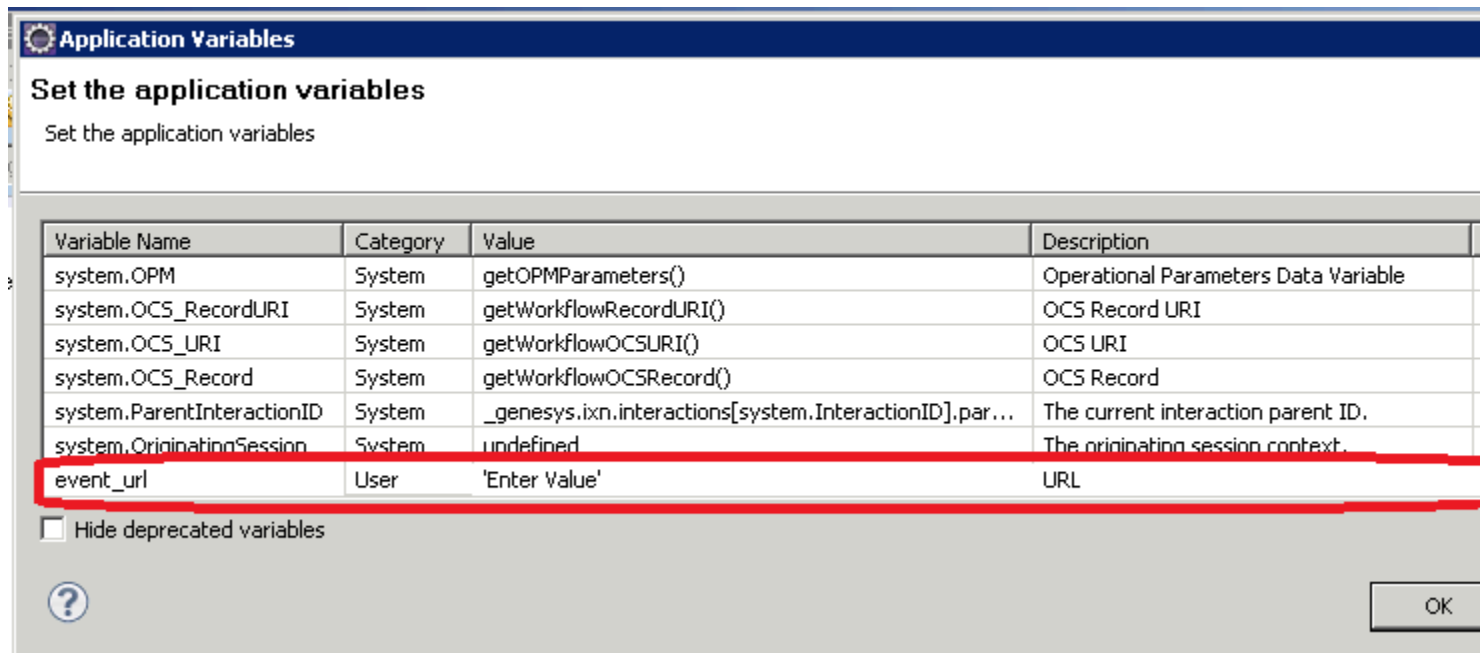 Application Variables
Set the application variables
Set the application variables
Variable Name Category Value Description
system.OPM System getOPMParameters() Operational Parameters Data Variable
system.OCS_RecordURI System getWorkflowRecordURI() OCS Record URI
system.OCS_URI System getWorkflowOCSURI() OCS URI
system.OCS_Record System getWorkflowOCSRecord() OCS Record
system.ParentInteractionID System _genesys.ixn.interactions[system.InteractionID].par... The current interaction parent ID.
system.OriginatingSession System undefined The originating session context.
event_url User 'Enter Value' URL
Hide deprecated variables
?
OK